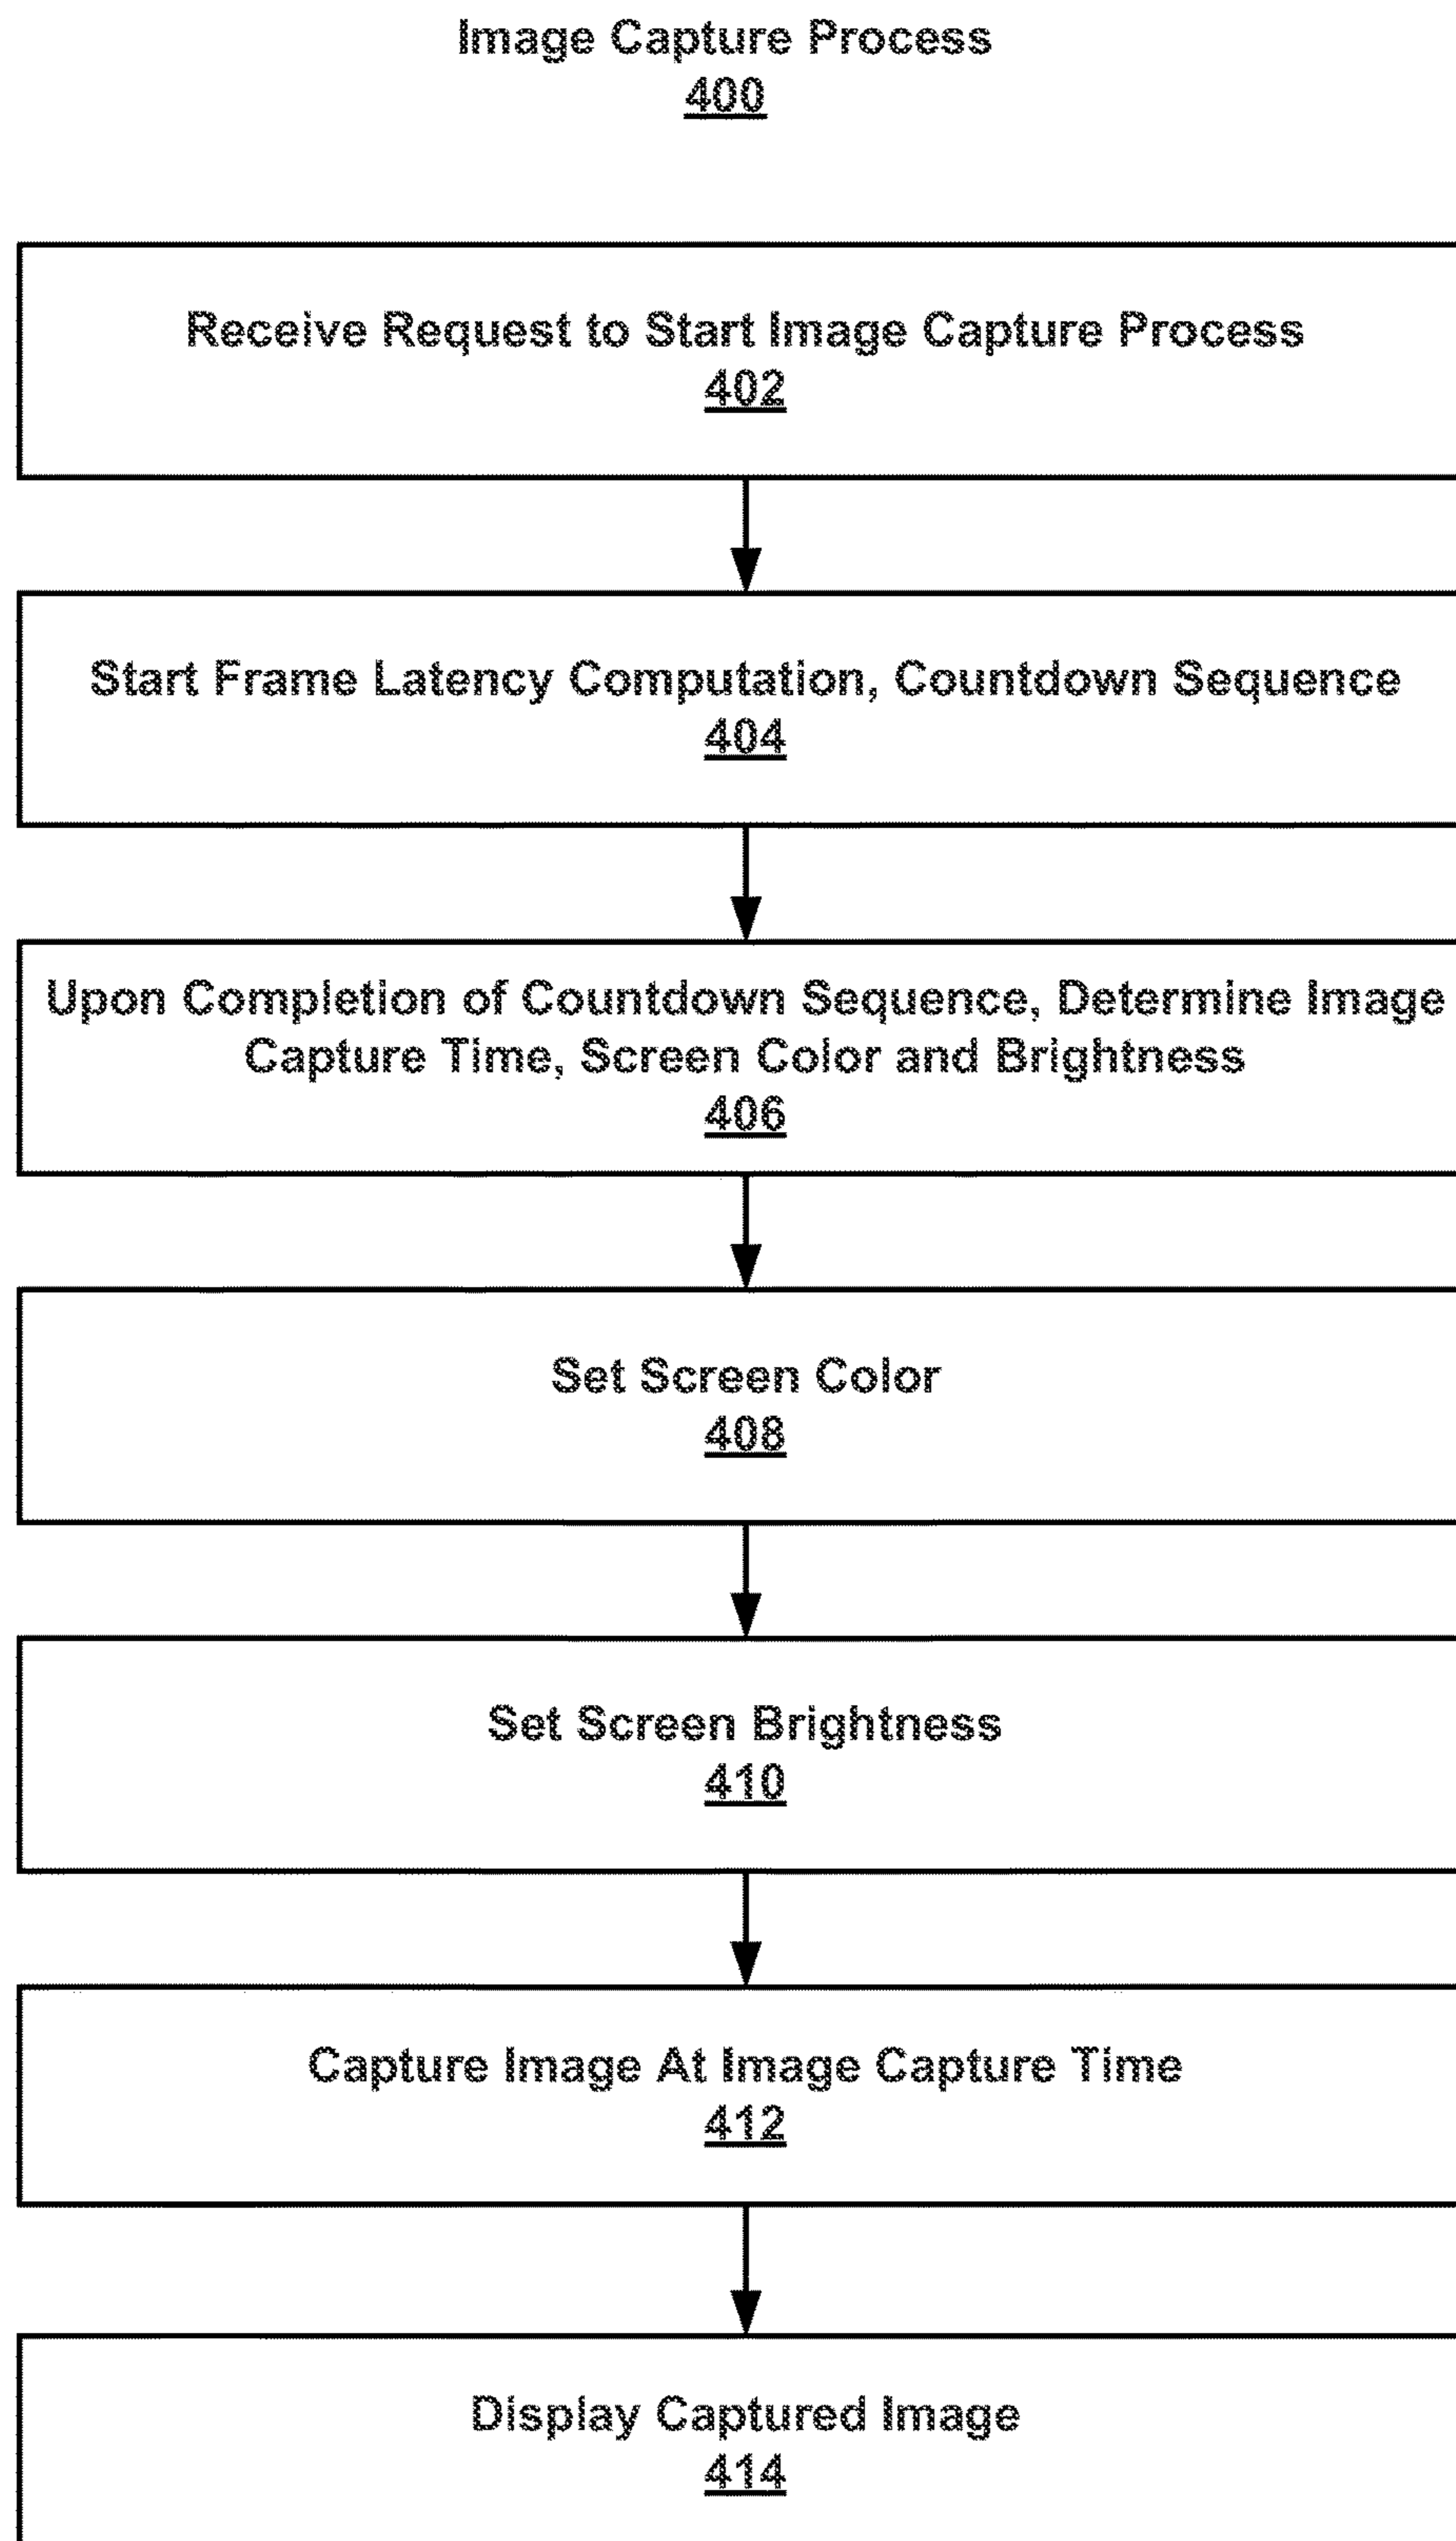 Image Capture Process
400
Receive Request to Start Image Capture Process
402
Start Frame Latency Computation, Countdown Sequence
404
Upon Completion of Countdown Sequence, Determine Image
Capture Time, Screen Color and Brightness
406
Set Screen Color
408
Set Screen Brightness
410
Capture Image At Image Capture Time
412
Display Captured Image
414